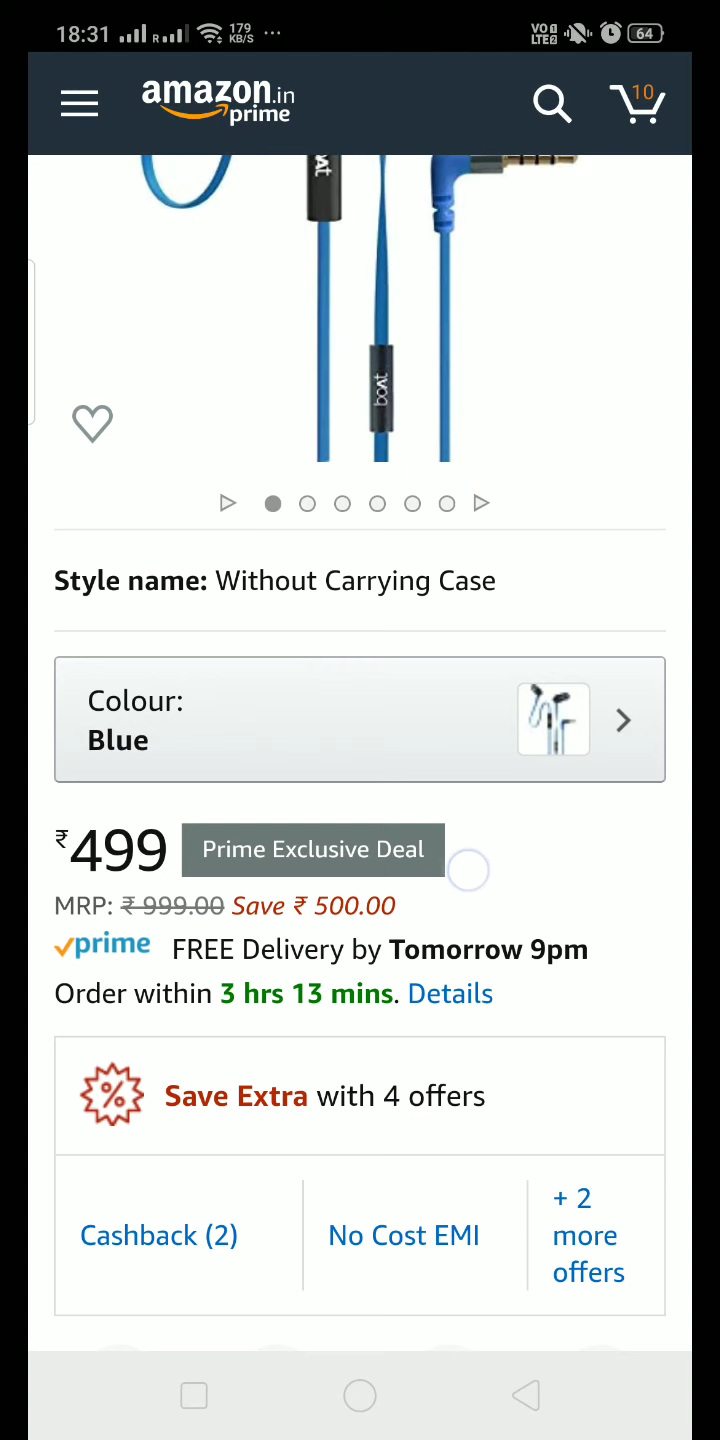 18:31 R 179 KB/S ... VO LTE 64
amazon.in
prime
10
boAt
boAt
Style name: Without Carrying Case
Colour:
Blue
₹499 Prime Exclusive Deal
MRP: ₹ 999.00 Save ₹ 500.00
prime FREE Delivery by Tomorrow 9pm
Order within 3 hrs 13 mins. Details
% Save Extra with 4 offers
Cashback (2) No Cost EMI + 2 more offers